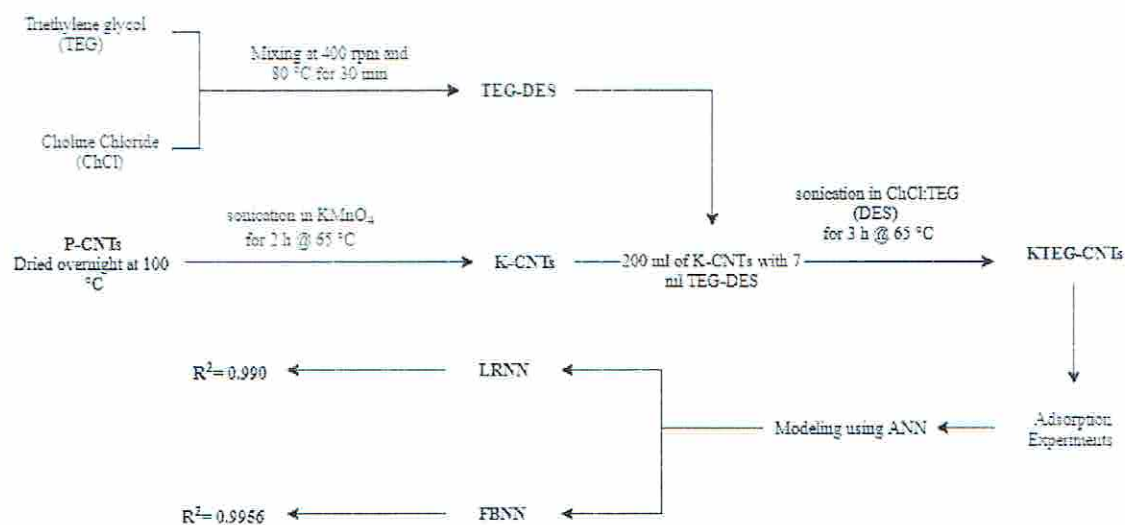 Triethylene glycol
(TEG)
Mixing at 400 rpm and
80 °C for 30 min
TEG-DES
Choline Chloride
(ChCl)
sonication in KMnO₄
for 2 h @ 65 °C
sonication in ChCl:TEG
(DES)
for 3 h @ 65 °C
P-CNTs
Dried overnight at 100
°C
K-CNTs
200 ml of K-CNTs with 7
ml TEG-DES
KTEG-CNTs
R²= 0.990
LRNN
Modeling using ANN
Adsorption
Experiments
R²= 0.9956
FBNN